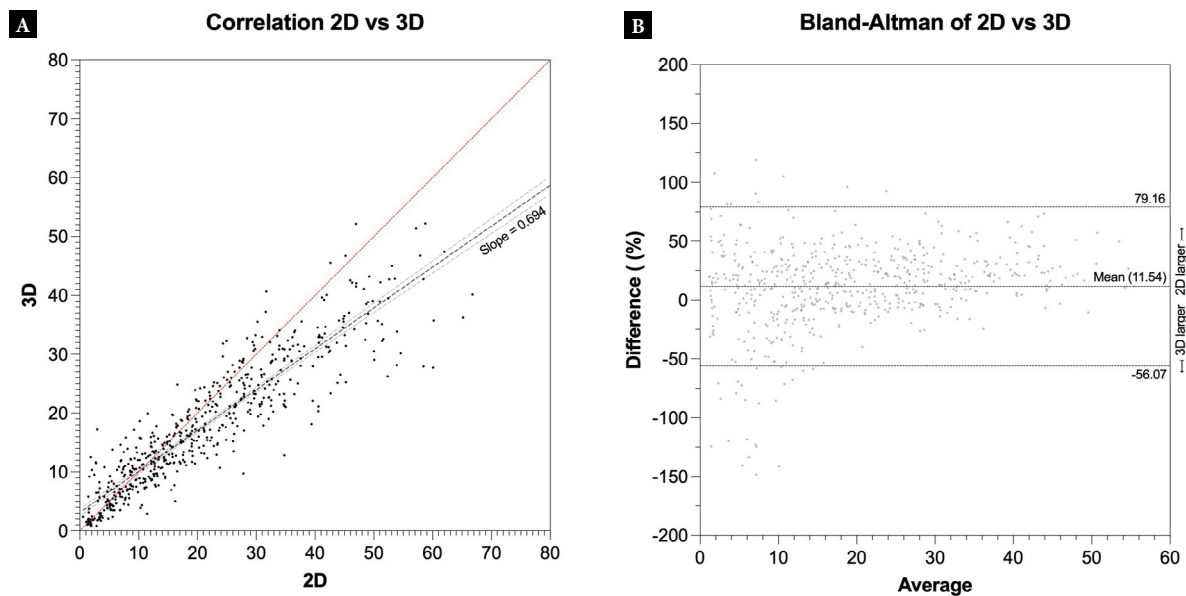 A
Correlation 2D vs 3D
80
70
60
50
40
30
20
10
0
3D
Slope = 0.694
0 10 20 30 40 50 60 70 80
2D
B
Bland-Altman of 2D vs 3D
200
150
100
50
0
-50
-100
-150
-200
Difference ( (%)
79.16
Mean (11.54)
-56.07
← 3D larger 2D larger →
0 10 20 30 40 50 60
Average